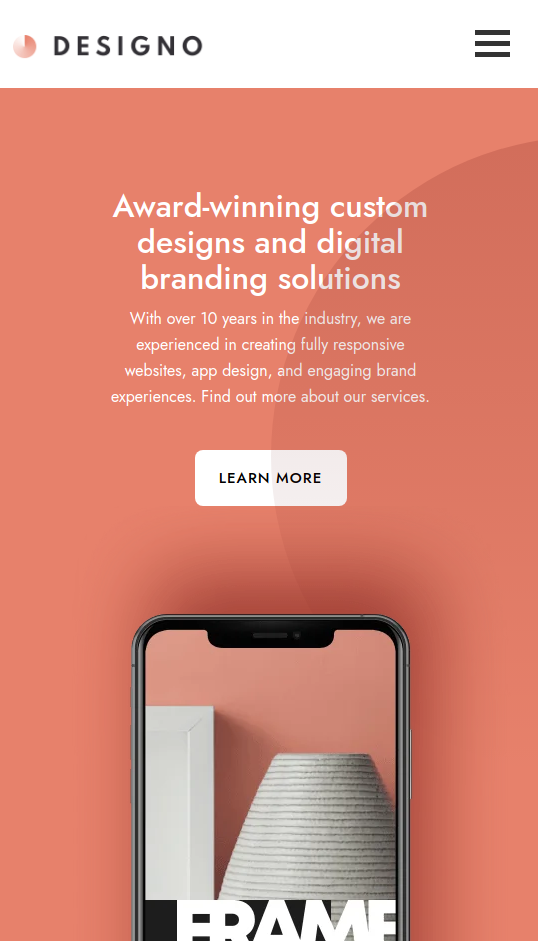 DESIGNO
Award-winning custom
designs and digital
branding solutions
With over 10 years in the industry, we are
experienced in creating fully responsive
websites, app design, and engaging brand
experiences. Find out more about our services.
LEARN MORE
FRAME